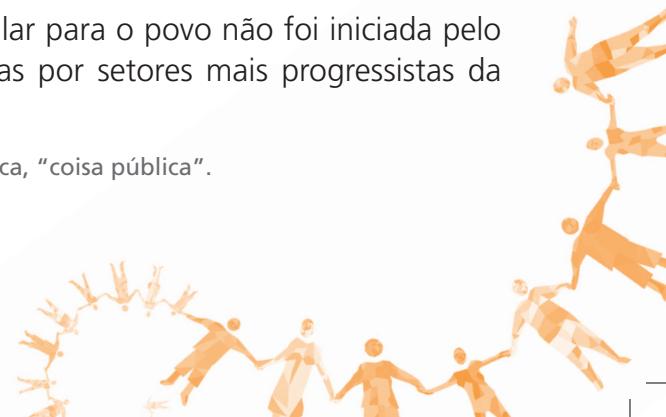 lar para o povo não foi iniciada pelo
as por setores mais progressistas da
ca, “coisa pública”.